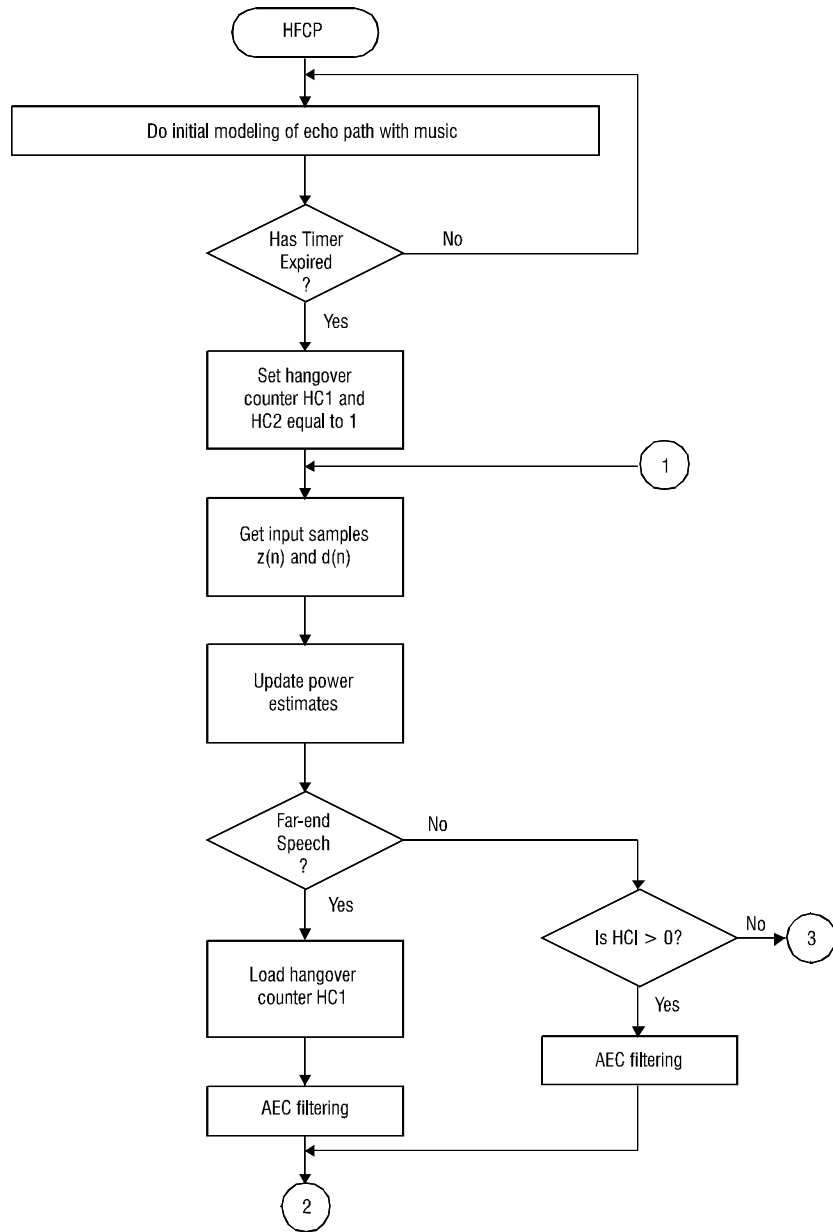 HFCP
Do initial modeling of echo path with music
Has Timer
Expired
?
No
Yes
Set hangover
counter HC1 and
HC2 equal to 1
1
Get input samples
z(n) and d(n)
Update power
estimates
Far-end
Speech
?
No
Yes
Is HCI > 0?
No
3
Load hangover
counter HC1
Yes
AEC filtering
AEC filtering
2